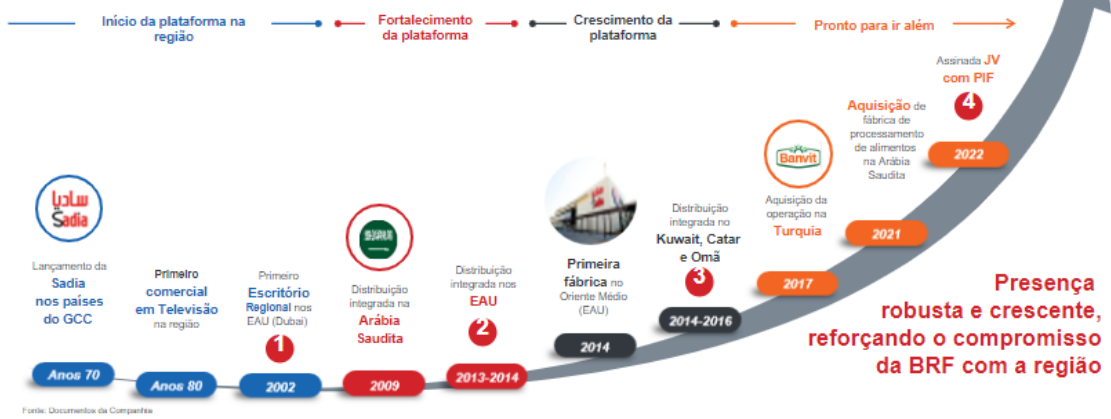 Início da plataforma na
região
Fortalecimento
da plataforma
Crescimento da
plataforma
Pronto para ir além
سادیا
Sadia
Lançamento da
Sadia
nos países
do GCC
Anos 70
Primeiro
comercial
em Televisão
na região
Anos 80
Primeiro
Escritório
Regional nos
EAU (Dubai)
1
2002
Distribuição
integrada na
Arábia
Saudita
2009
Distribuição
integrada nos
EAU
2
2013-2014
Primeira
fábrica no
Oriente Médio
(EAU)
2014
Distribuição
integrada no
Kuwait, Catar
e Omã
3
2014-2016
Banvit
Aquisição da
operação na
Turquia
2017
Aquisição de
fábrica de
processamento
de alimentos
na Arábia
Saudita
2021
Assinada JV
com PIF
4
2022
Presença
robusta e crescente,
reforçando o compromisso
da BRF com a região
Fonte: Documentos da Companhia